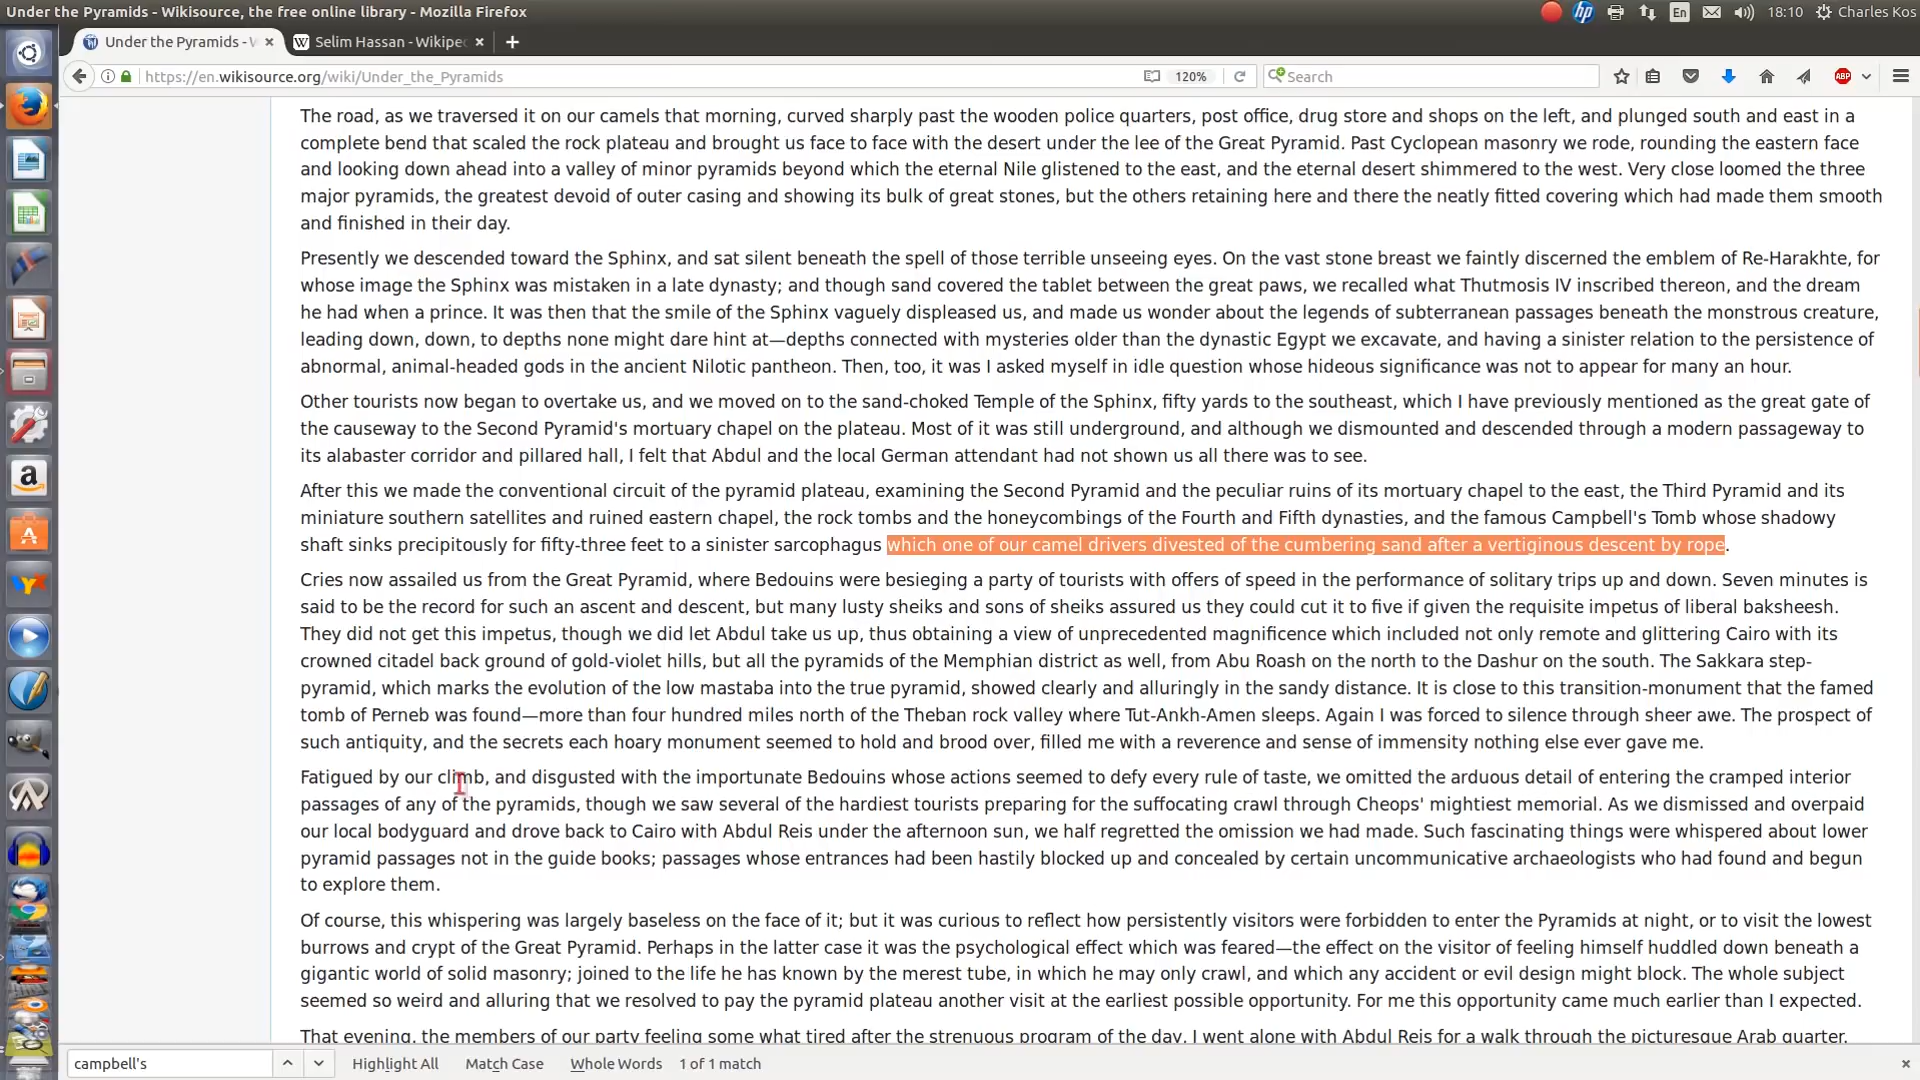 Under the Pyramids - Wikisource, the free online library - Mozilla Firefox
En
18:10
Charles Kos
Under the Pyramids - W
Selim Hassan - Wikipe
https://en.wikisource.org/wiki/Under_the_Pyramids
120%
Search
ABP
The road, as we traversed it on our camels that morning, curved sharply past the wooden police quarters, post office, drug store and shops on the left, and plunged south and east in a
complete bend that scaled the rock plateau and brought us face to face with the desert under the lee of the Great Pyramid. Past Cyclopean masonry we rode, rounding the eastern face
and looking down ahead into a valley of minor pyramids beyond which the eternal Nile glistened to the east, and the eternal desert shimmered to the west. Very close loomed the three
major pyramids, the greatest devoid of outer casing and showing its bulk of great stones, but the others retaining here and there the neatly fitted covering which had made them smooth
and finished in their day.
Presently we descended toward the Sphinx, and sat silent beneath the spell of those terrible unseeing eyes. On the vast stone breast we faintly discerned the emblem of Re-Harakhte, for
whose image the Sphinx was mistaken in a late dynasty; and though sand covered the tablet between the great paws, we recalled what Thutmosis IV inscribed thereon, and the dream
he had when a prince. It was then that the smile of the Sphinx vaguely displeased us, and made us wonder about the legends of subterranean passages beneath the monstrous creature,
leading down, down, to depths none might dare hint at—depths connected with mysteries older than the dynastic Egypt we excavate, and having a sinister relation to the persistence of
abnormal, animal-headed gods in the ancient Nilotic pantheon. Then, too, it was I asked myself in idle question whose hideous significance was not to appear for many an hour.
Other tourists now began to overtake us, and we moved on to the sand-choked Temple of the Sphinx, fifty yards to the southeast, which I have previously mentioned as the great gate of
the causeway to the Second Pyramid's mortuary chapel on the plateau. Most of it was still underground, and although we dismounted and descended through a modern passageway to
its alabaster corridor and pillared hall, I felt that Abdul and the local German attendant had not shown us all there was to see.
After this we made the conventional circuit of the pyramid plateau, examining the Second Pyramid and the peculiar ruins of its mortuary chapel to the east, the Third Pyramid and its
miniature southern satellites and ruined eastern chapel, the rock tombs and the honeycombings of the Fourth and Fifth dynasties, and the famous Campbell's Tomb whose shadowy
shaft sinks precipitously for fifty-three feet to a sinister sarcophagus which one of our camel drivers divested of the cumbering sand after a vertiginous descent by rope.
Cries now assailed us from the Great Pyramid, where Bedouins were besieging a party of tourists with offers of speed in the performance of solitary trips up and down. Seven minutes is
said to be the record for such an ascent and descent, but many lusty sheiks and sons of sheiks assured us they could cut it to five if given the requisite impetus of liberal baksheesh.
They did not get this impetus, though we did let Abdul take us up, thus obtaining a view of unprecedented magnificence which included not only remote and glittering Cairo with its
crowned citadel back ground of gold-violet hills, but all the pyramids of the Memphian district as well, from Abu Roash on the north to the Dashur on the south. The Sakkara step-
pyramid, which marks the evolution of the low mastaba into the true pyramid, showed clearly and alluringly in the sandy distance. It is close to this transition-monument that the famed
tomb of Perneb was found—more than four hundred miles north of the Theban rock valley where Tut-Ankh-Amen sleeps. Again I was forced to silence through sheer awe. The prospect of
such antiquity, and the secrets each hoary monument seemed to hold and brood over, filled me with a reverence and sense of immensity nothing else ever gave me.
Fatigued by our climb, and disgusted with the importunate Bedouins whose actions seemed to defy every rule of taste, we omitted the arduous detail of entering the cramped interior
passages of any of the pyramids, though we saw several of the hardiest tourists preparing for the suffocating crawl through Cheops' mightiest memorial. As we dismissed and overpaid
our local bodyguard and drove back to Cairo with Abdul Reis under the afternoon sun, we half regretted the omission we had made. Such fascinating things were whispered about lower
pyramid passages not in the guide books; passages whose entrances had been hastily blocked up and concealed by certain uncommunicative archaeologists who had found and begun
to explore them.
Of course, this whispering was largely baseless on the face of it; but it was curious to reflect how persistently visitors were forbidden to enter the Pyramids at night, or to visit the lowest
burrows and crypt of the Great Pyramid. Perhaps in the latter case it was the psychological effect which was feared—the effect on the visitor of feeling himself huddled down beneath a
gigantic world of solid masonry; joined to the life he has known by the merest tube, in which he may only crawl, and which any accident or evil design might block. The whole subject
seemed so weird and alluring that we resolved to pay the pyramid plateau another visit at the earliest possible opportunity. For me this opportunity came much earlier than I expected.
That evening, the members of our party feeling some what tired after the strenuous program of the day, I went alone with Abdul Reis for a walk through the picturesque Arab quarter.
campbell's
Highlight All
Match Case
Whole Words
1 of 1 match